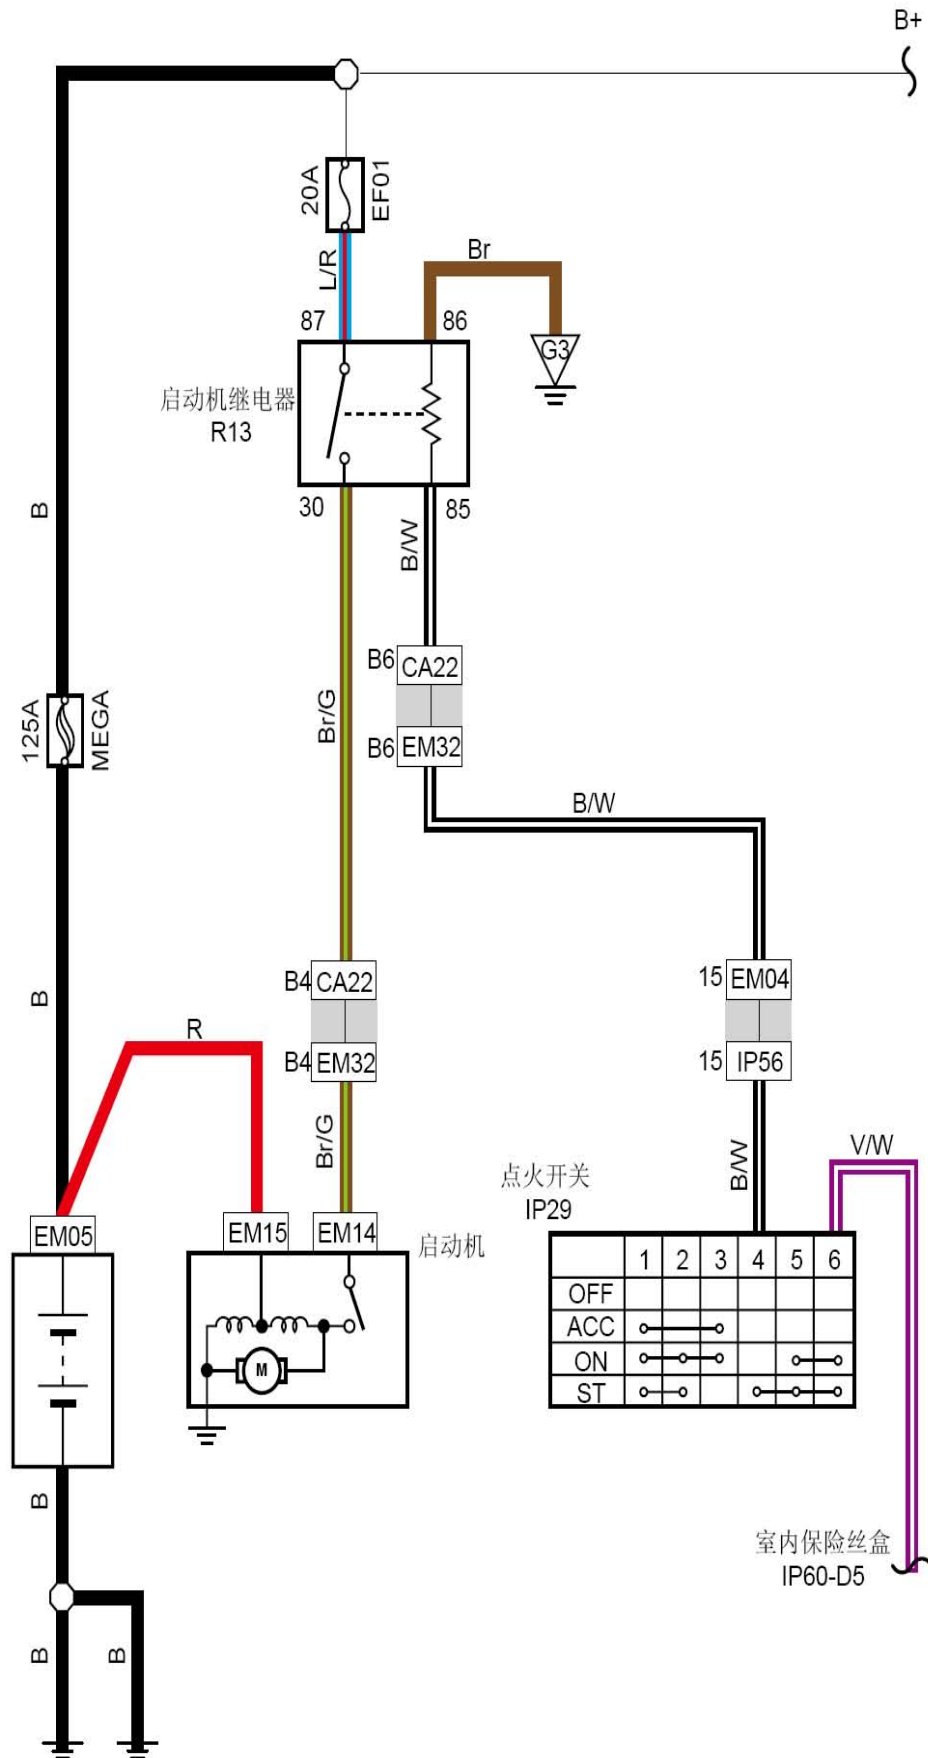 B+
20A
EF01
L/R
Br
87
86
G3
启动机继电器
R13
30
85
B
B/W
B6 CA22
125A
MEGA
Br/G
B6 EM32
B/W
B
B4 CA22
15 EM04
R
B4 EM32
15 IP56
Br/G
B/W
V/W
点火开关
IP29
EM05
EM15
EM14
启动机
1 2 3 4 5 6
OFF
ACC
ON
ST
M
B
室内保险丝盒
IP60-D5
B
B